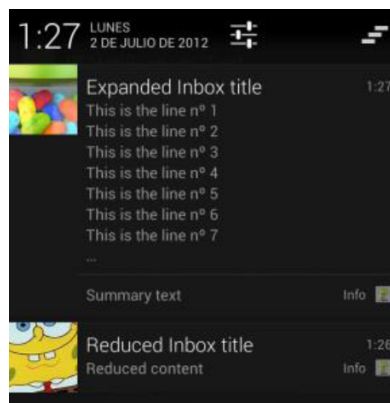 1:27
LUNES
2 DE JULIO DE 2012
Expanded Inbox title 1:27
This is the line nº 1
This is the line nº 2
This is the line nº 3
This is the line nº 4
This is the line nº 5
This is the line nº 6
This is the line nº 7
...
Summary text Info
Reduced Inbox title 1:26
Reduced content Info